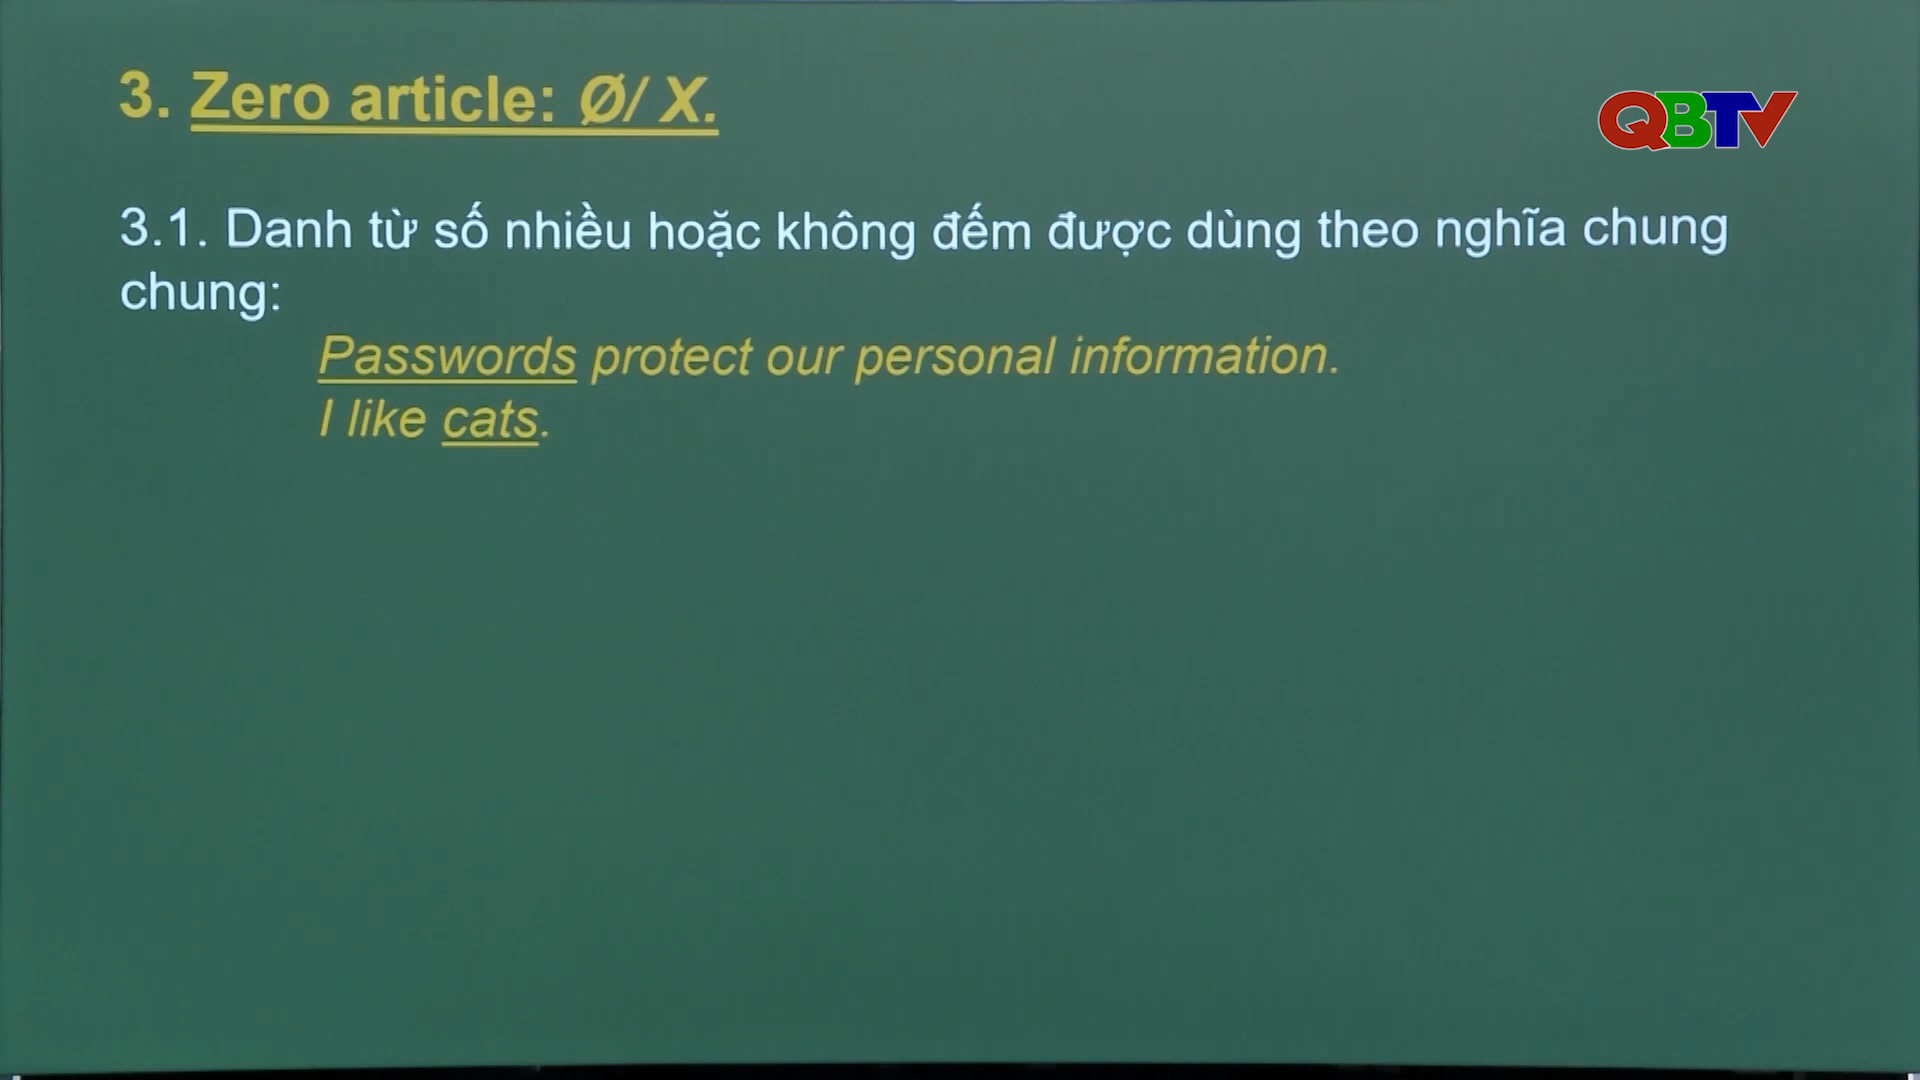 3. Zero article: Ø/ X.
QBTV
3.1. Danh từ số nhiều hoặc không đếm được dùng theo nghĩa chung
chung:
Passwords protect our personal information.
I like cats.